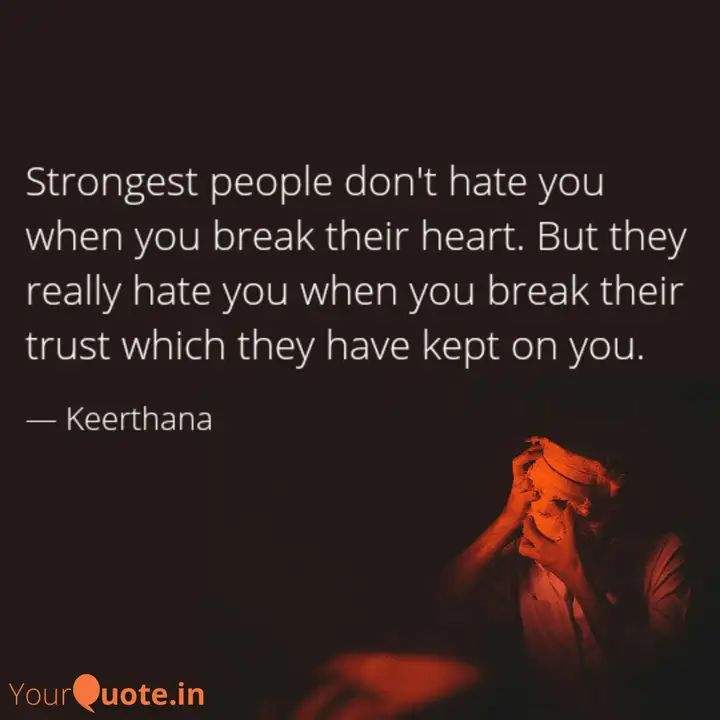 Strongest people don't hate you
when you break their heart. But they
really hate you when you break their
trust which they have kept on you.
— Keerthana
YourQuote.in